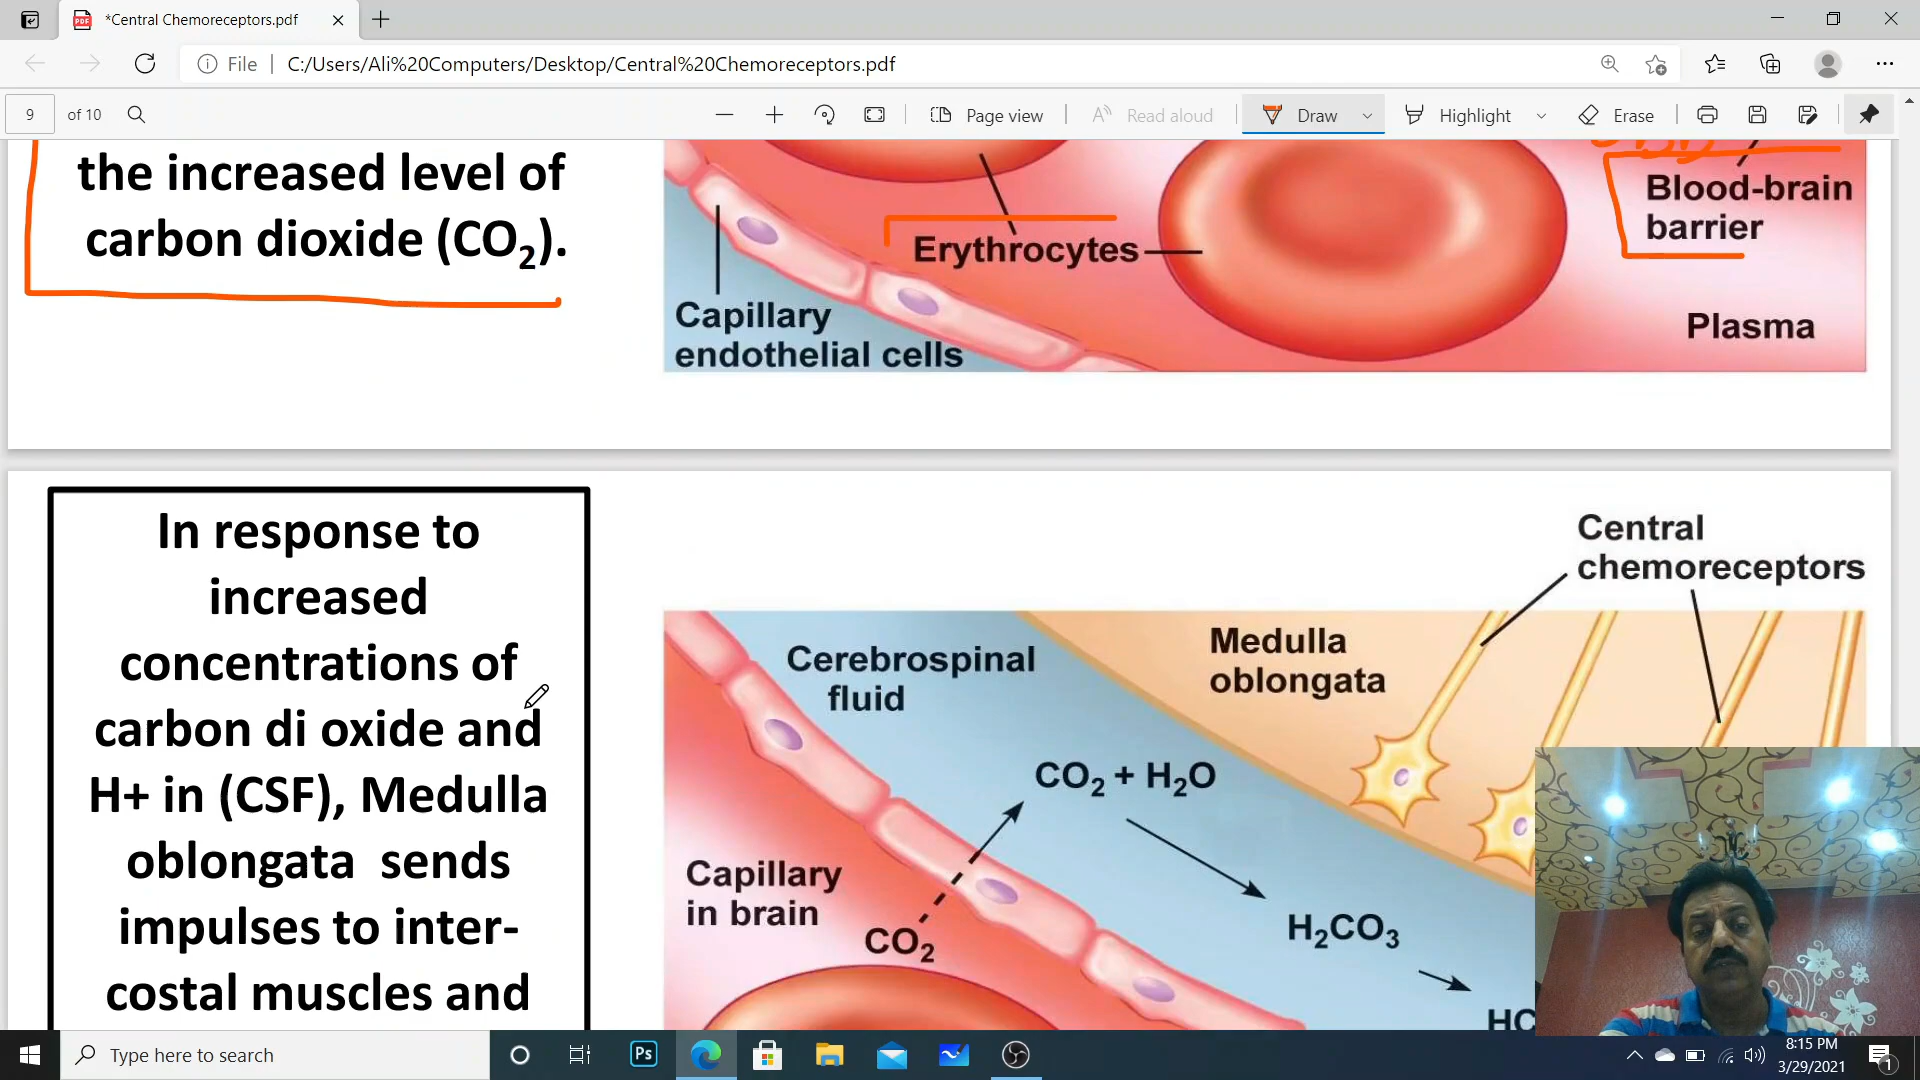 *Central Chemoreceptors.pdf
File
C:/Users/Ali%20Computers/Desktop/Central%20Chemoreceptors.pdf
9 of 10
Page view
Read aloud
Draw
Highlight
Erase
the increased level of
carbon dioxide (CO₂).
Erythrocytes
Capillary
endothelial cells
Blood-brain
barrier
Plasma
In response to
increased
concentrations of
carbon di oxide and
H+ in (CSF), Medulla
oblongata sends
impulses to inter-
costal muscles and
Central
chemoreceptors
Cerebrospinal
fluid
Medulla
oblongata
CO₂ + H₂O
Capillary
in brain
CO₂
H₂CO₃
HC
Type here to search
Ps
8:15 PM
3/29/2021
1